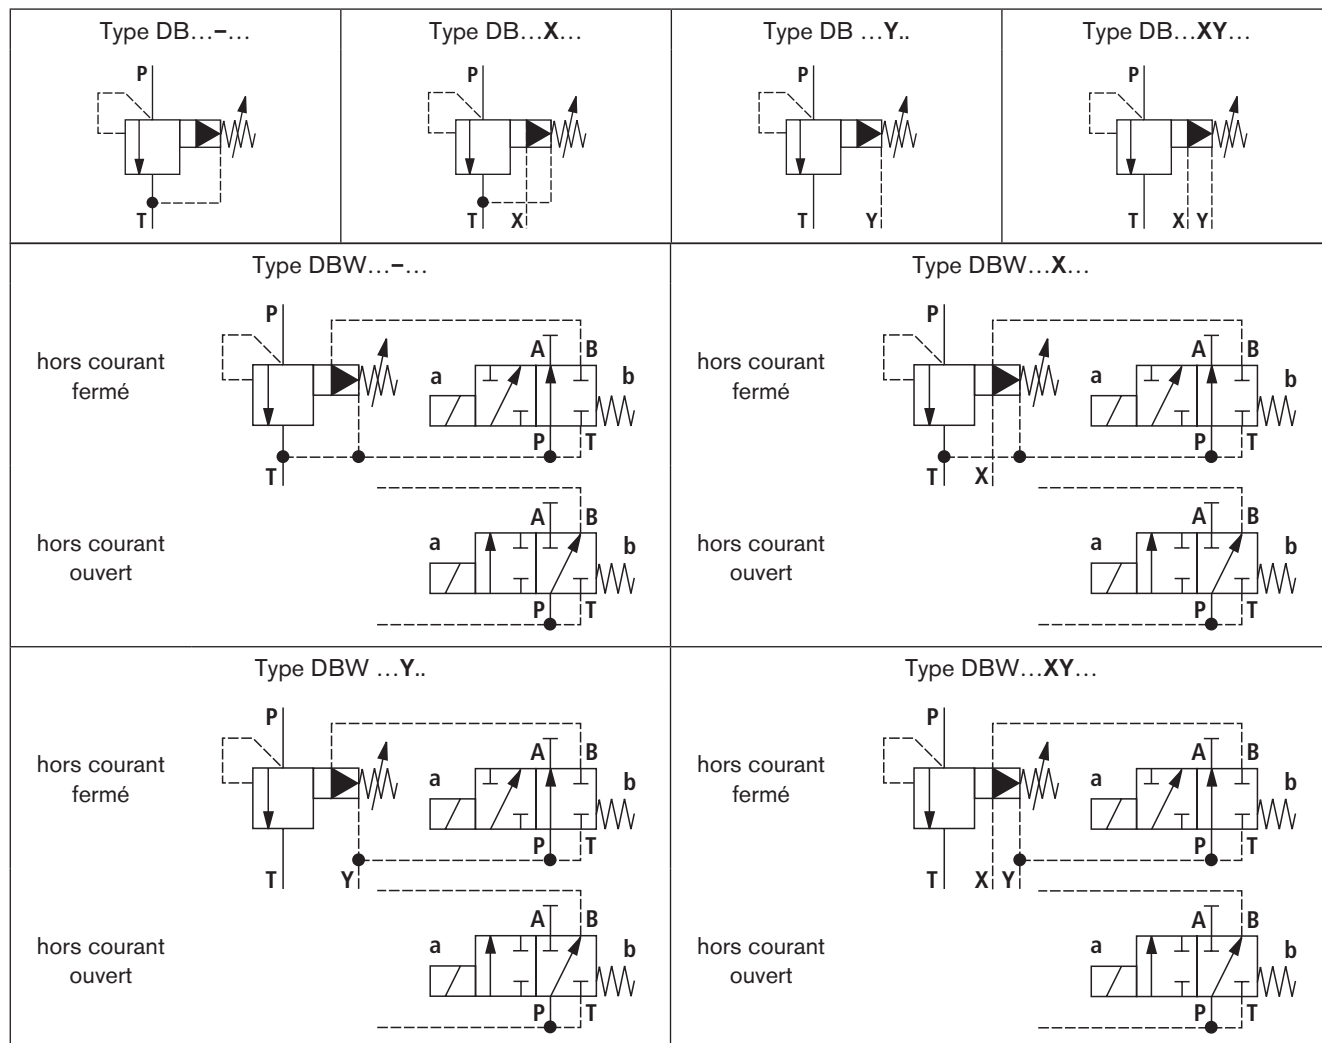 Type DB...–...
Type DB...X...
Type DB ...Y..
Type DB...XY...
P
P
P
P
T
T
X
T
Y
T
X
Y
Type DBW...–...
Type DBW...X...
P
P
hors courant
fermé
A
B
a
b
P
T
T
hors courant
fermé
A
B
a
b
P
T
T
X
hors courant
ouvert
A
B
a
b
P
T
hors courant
ouvert
A
B
a
b
P
T
Type DBW ...Y..
Type DBW...XY...
P
P
hors courant
fermé
A
B
a
b
P
T
T
Y
hors courant
fermé
A
B
a
b
P
T
T
X
Y
hors courant
ouvert
A
B
a
b
P
T
hors courant
ouvert
A
B
a
b
P
T